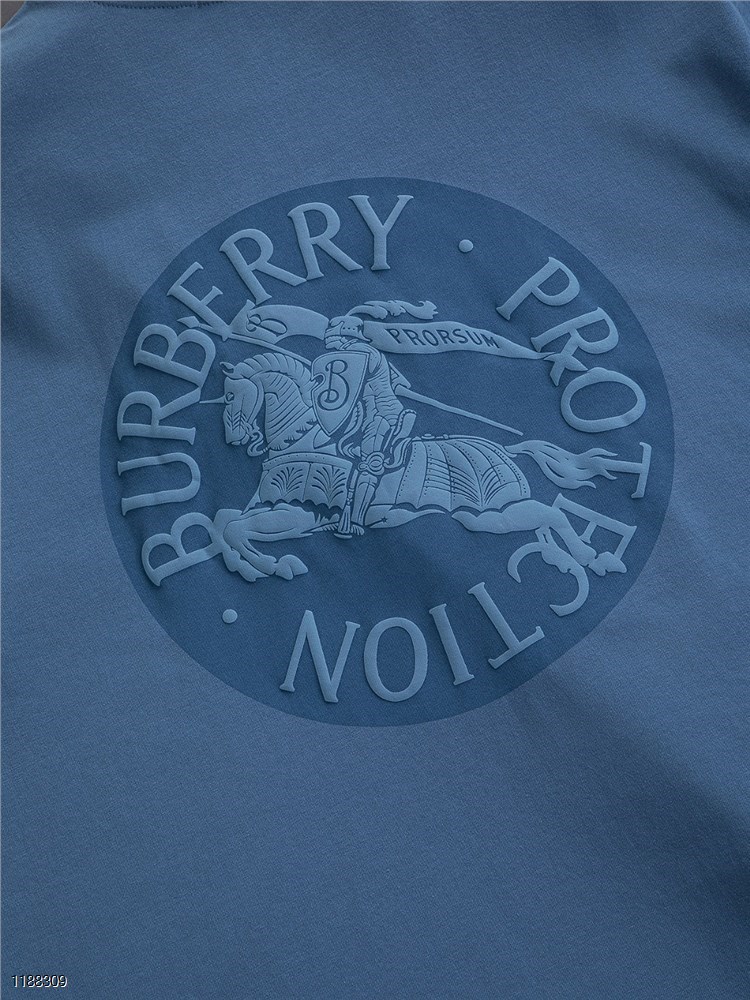 BURBERRY · PROTECTION ·
PRORSUM
B
1188309